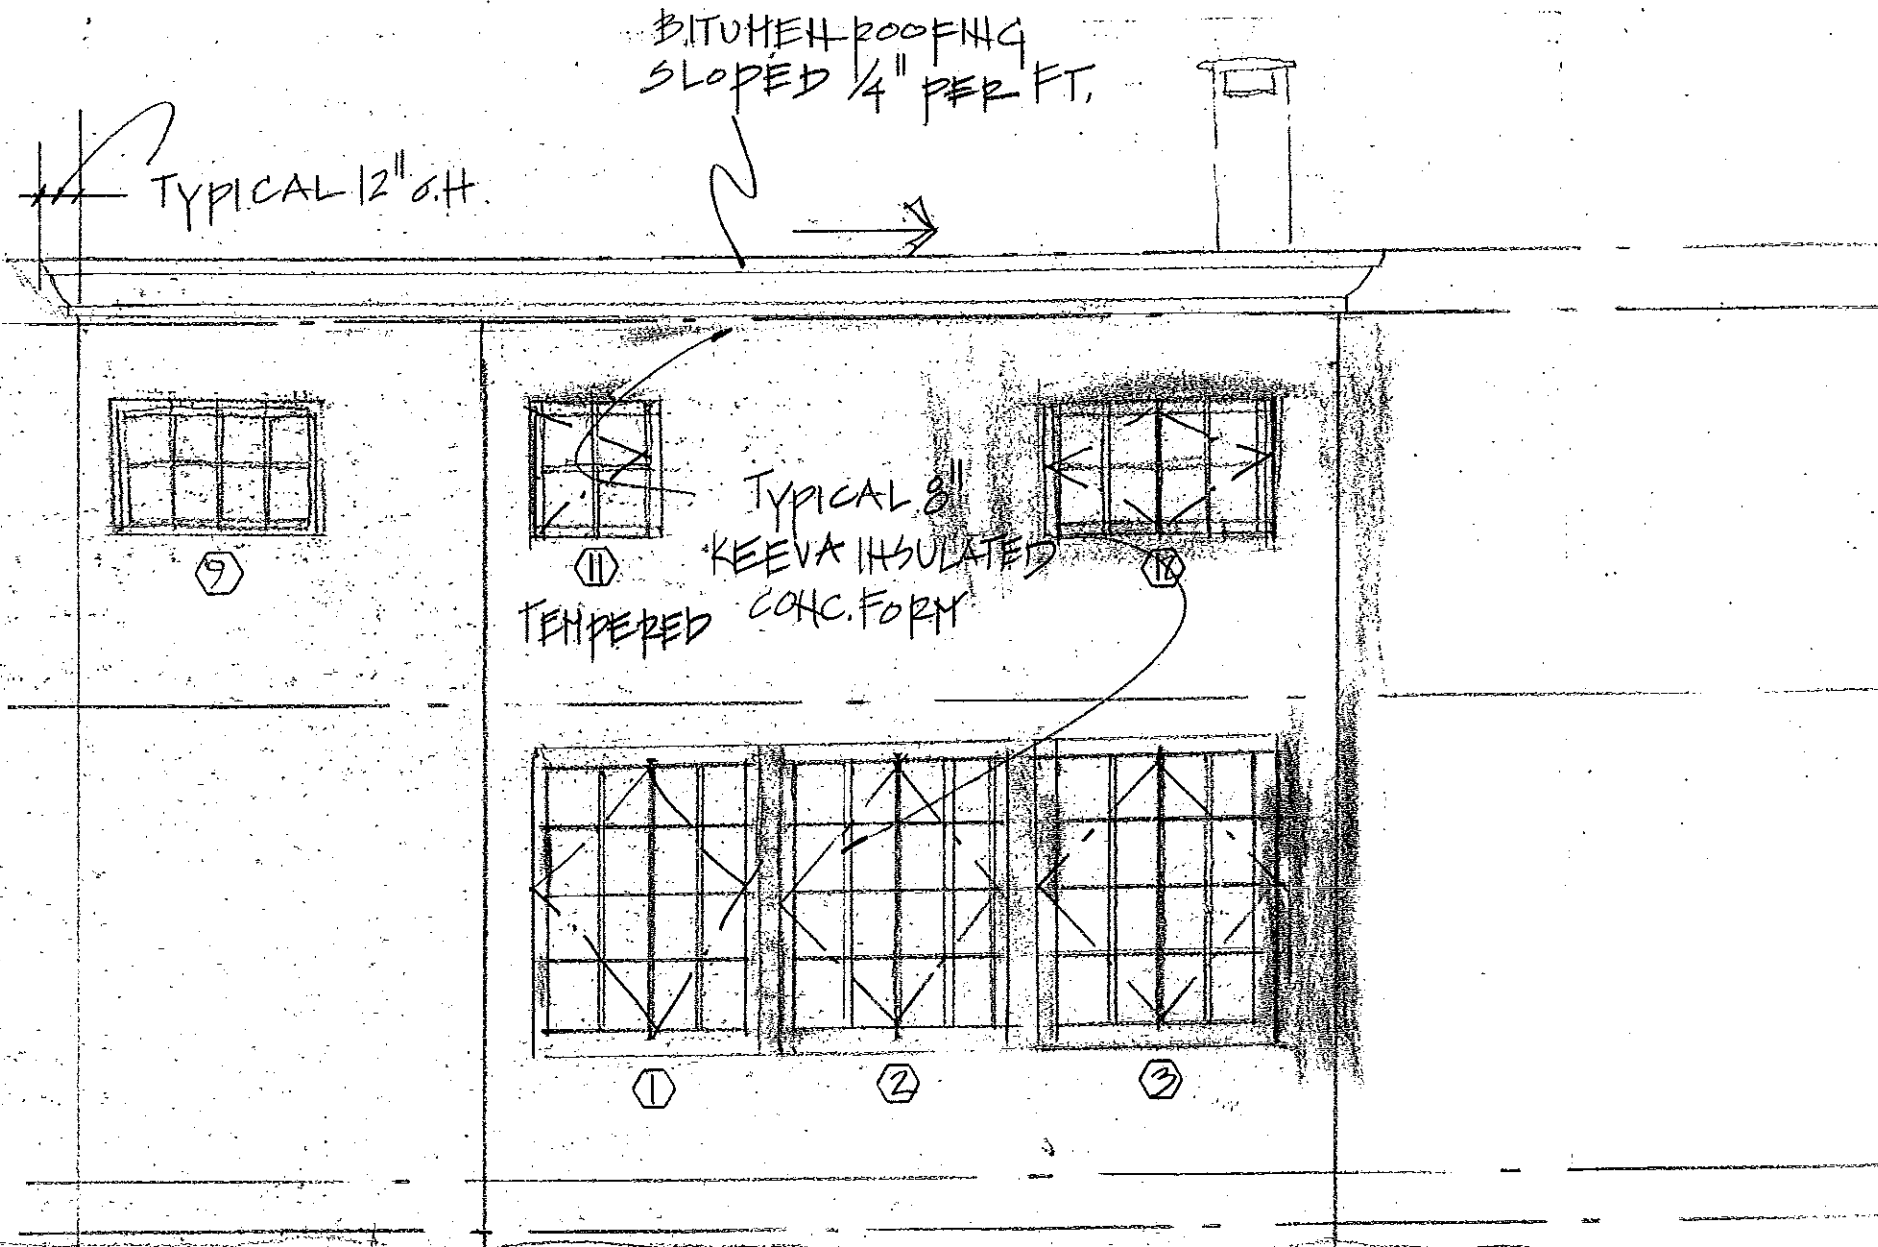 BITUMEN ROOFING
SLOPED 1/4" PER FT.
TYPICAL 12" O.H.
TYPICAL 8"
KEEVA INSULATED
CONC. FORM
TEMPERED
9
11
1
2
3